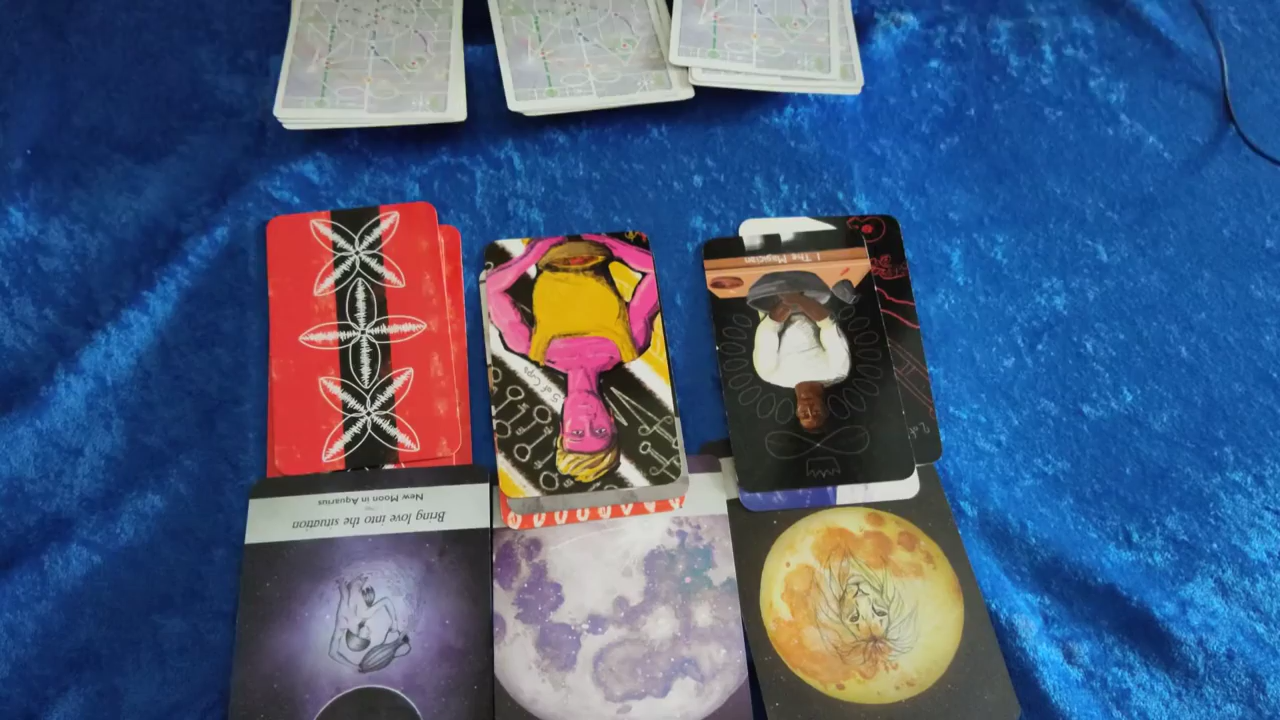 I The Magician
5 of Cups
New Moon in Aquarius
Bring love into the situation